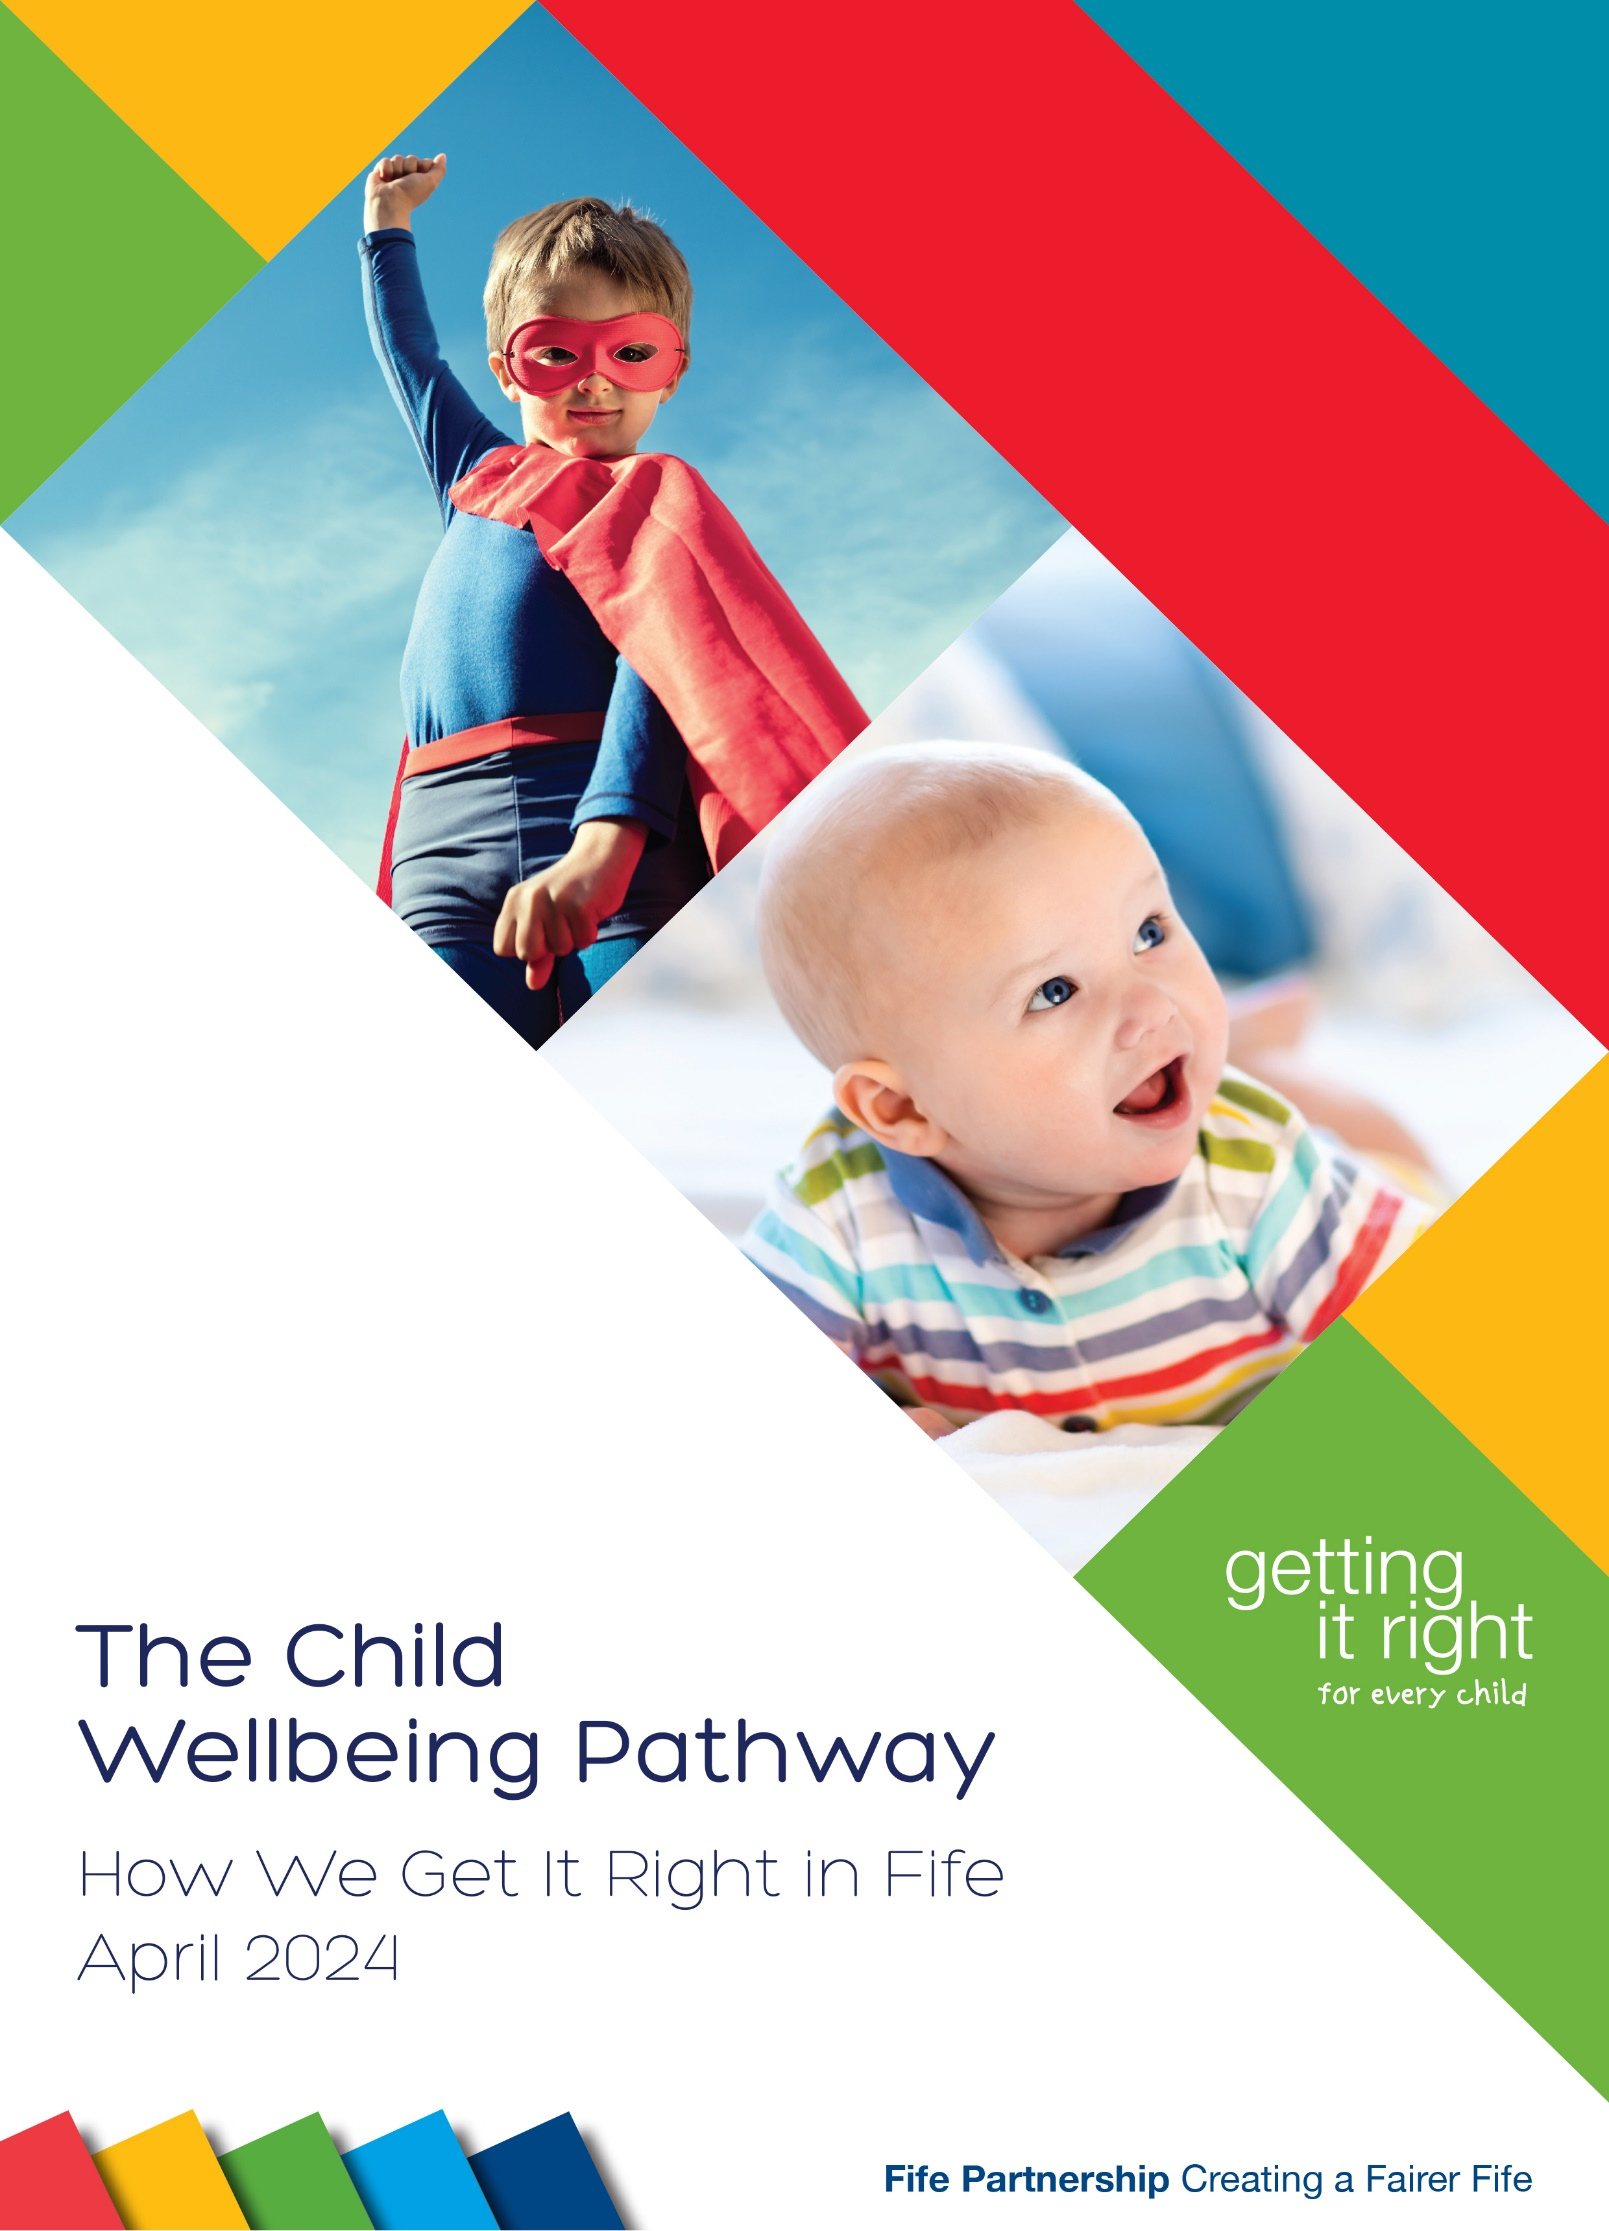 getting
it right
for every child
The Child
Wellbeing Pathway
How We Get It Right in Fife
April 2024
Fife Partnership Creating a Fairer Fife